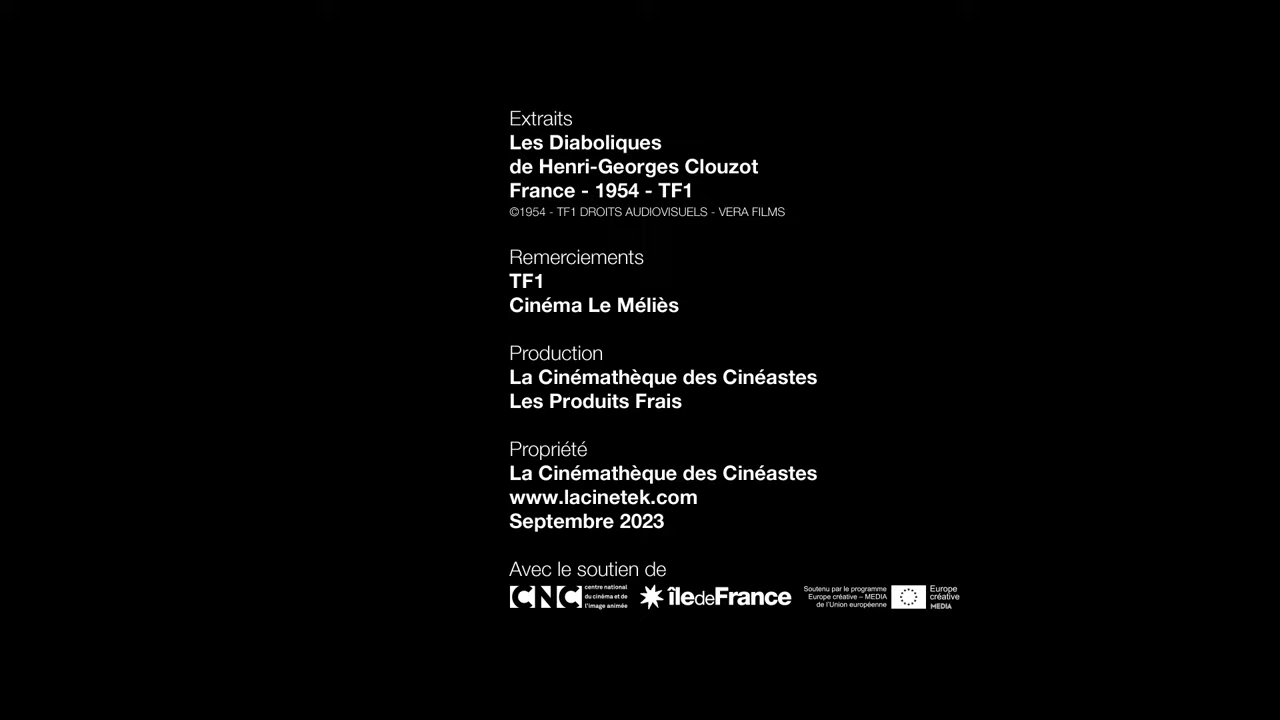 Extraits
Les Diaboliques
de Henri-Georges Clouzot
France - 1954 - TF1
©1954 - TF1 DROITS AUDIOVISUELS - VERA FILMS
Remerciements
TF1
Cinéma Le Méliès
Production
La Cinémathèque des Cinéastes
Les Produits Frais
Propriété
La Cinémathèque des Cinéastes
www.lacinetek.com
Septembre 2023
Avec le soutien de
CNC
centre national
du cinéma et de
l'image animée
îledeFrance
Soutenu par le programme
Europe créative – MEDIA
de l'Union européenne
Europe
créative
MEDIA